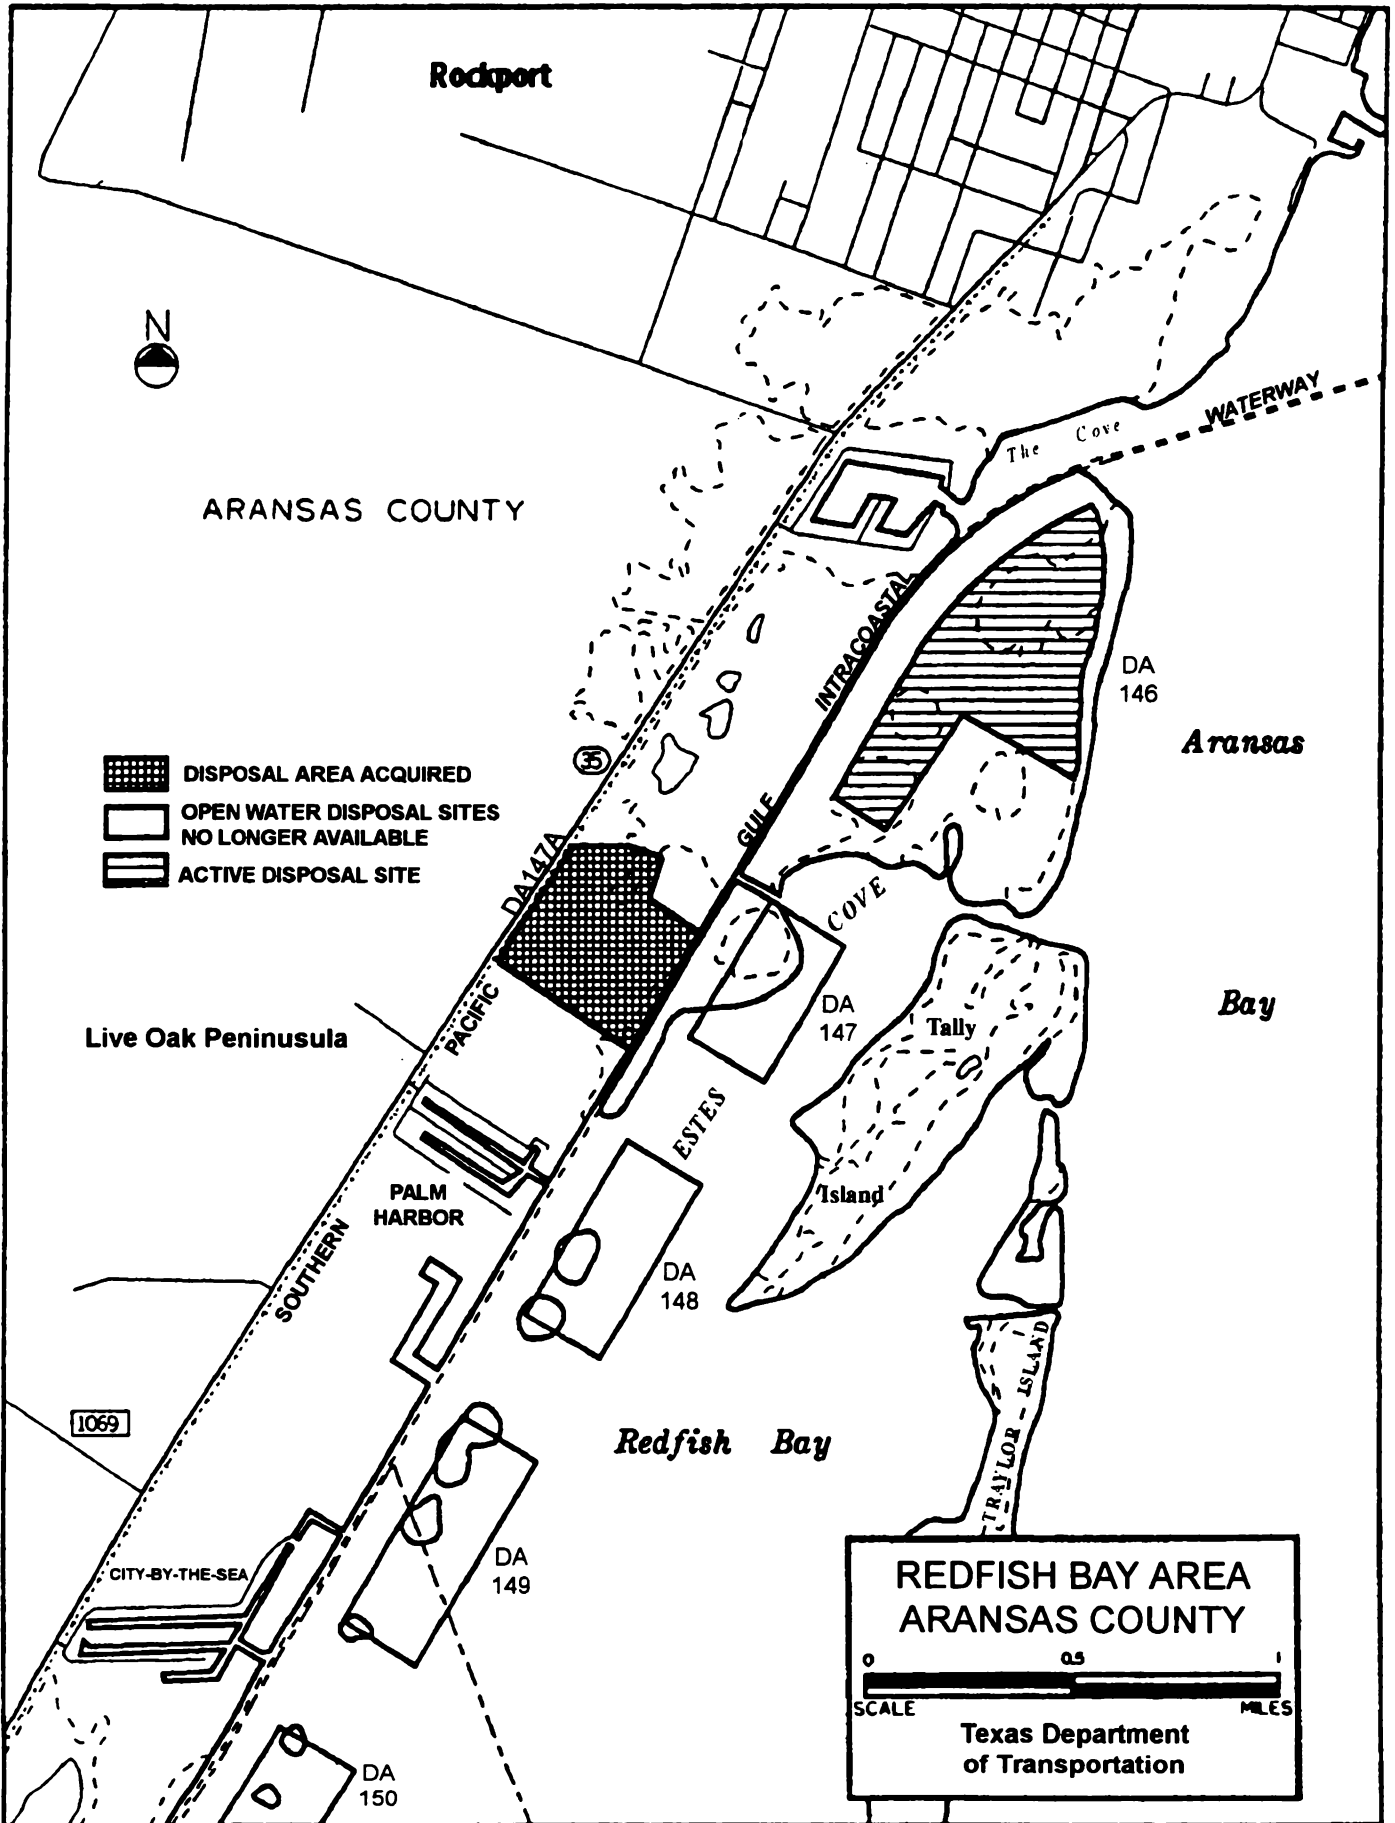 Rockport
N
WATERWAY
The Cove
ARANSAS COUNTY
INTRACOASTAL
DA
146
Aransas
35
DISPOSAL AREA ACQUIRED
OPEN WATER DISPOSAL SITES
NO LONGER AVAILABLE
ACTIVE DISPOSAL SITE
GULF
DA147A
COVE
Bay
DA
147
Tally
PACIFIC
Live Oak Peninusula
ESTES
PALM
HARBOR
Island
SOUTHERN
DA
148
TRAYLOR ISLAND
1069
Redfish Bay
DA
149
CITY-BY-THE-SEA
REDFISH BAY AREA
ARANSAS COUNTY
0 0.5 1
SCALE MILES
Texas Department
of Transportation
DA
150